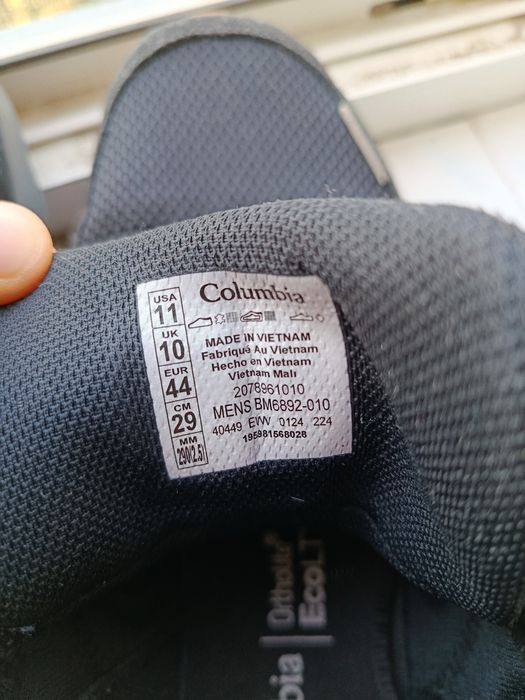 USA
11
UK
10
EUR
44
CM
29
MM
290(2.5)
Columbia
MADE IN VIETNAM
Fabriqué Au Vietnam
Hecho en Vietnam
Vietnam Malı
2078961010
MENS BM6892-010
40449 EVW 0124 224
195981568028
bia | Ortholite®
EcoLT